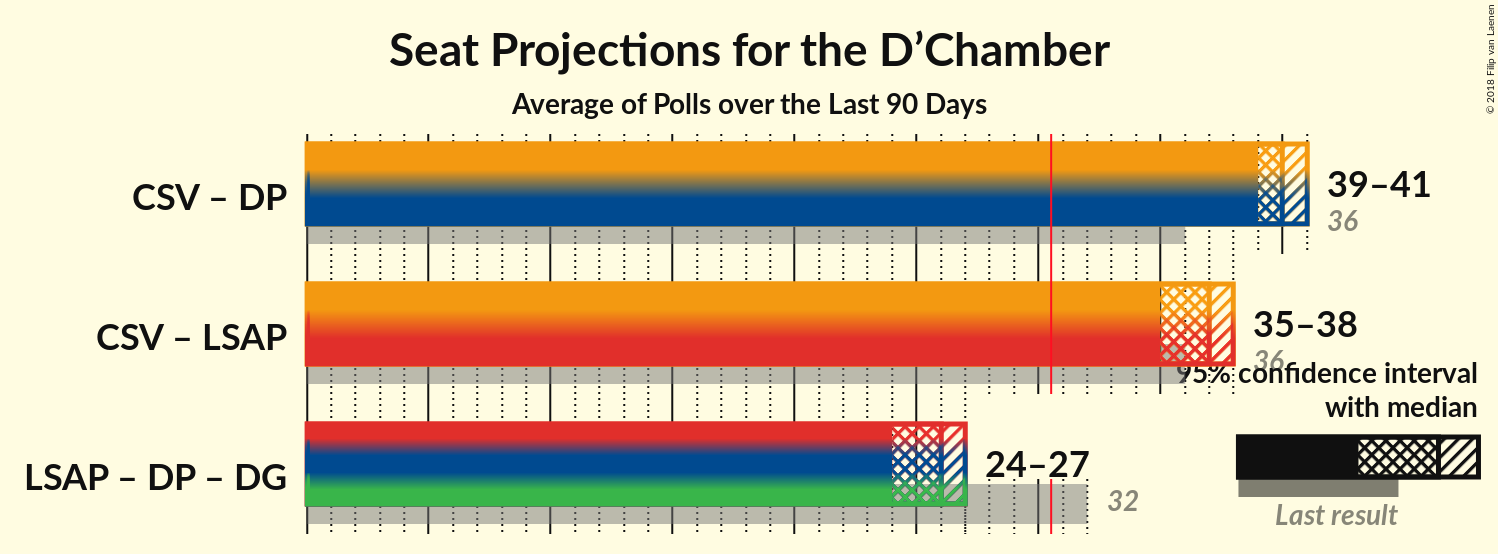 Seat Projections for the D’Chamber
Average of Polls over the Last 90 Days
© 2018 Filip van Laenen
CSV – DP
39–41
36
CSV – LSAP
35–38
36
95% confidence interval
with median
LSAP – DP – DG
24–27
32
Last result